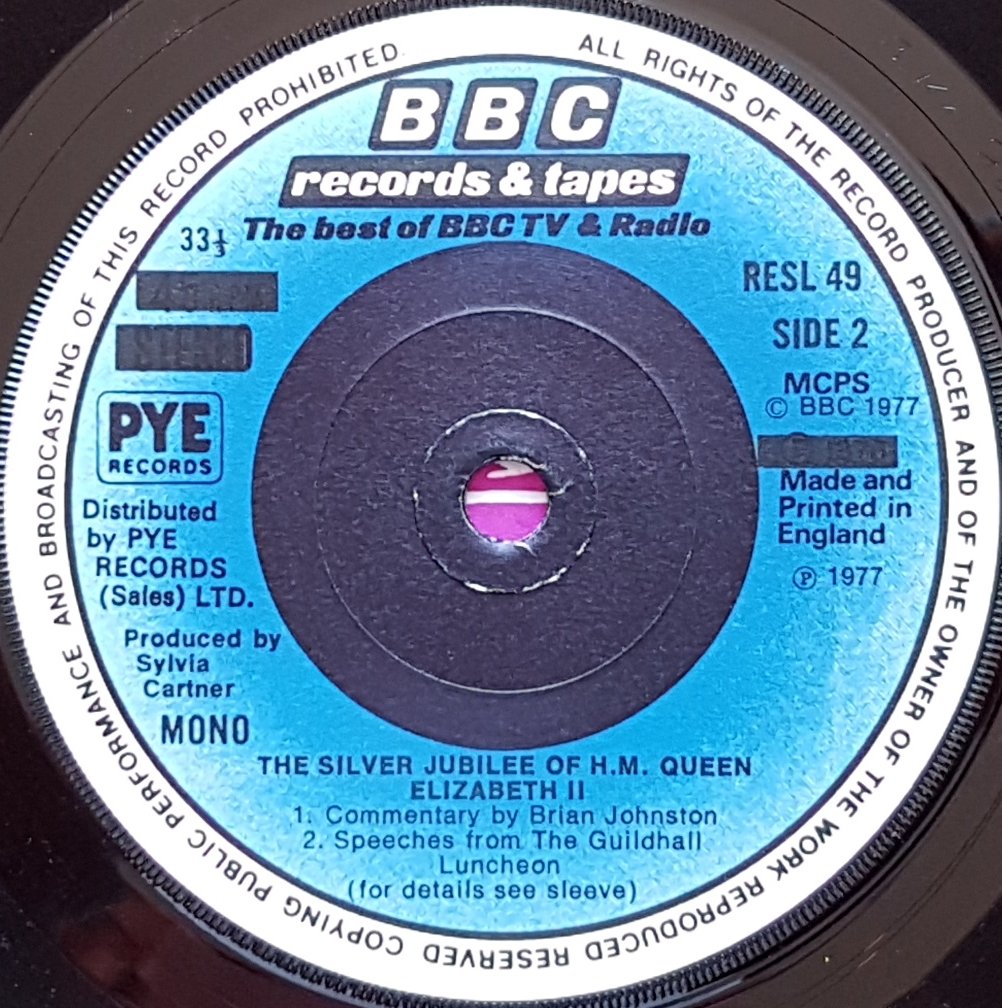 ALL RIGHTS OF THE RECORD PRODUCER AND OF THE OWNER OF THE WORK REPRODUCED RESERVED COPYING PUBLIC PERFORMANCE AND BROADCASTING OF THIS RECORD PROHIBITED.
BBC
records & tapes
The best of BBC TV & Radio
33⅓
PYE
RECORDS
Distributed
by PYE
RECORDS
(Sales) LTD.
Produced by
Sylvia
Cartner
MONO
RESL 49
SIDE 2
MCPS
© BBC 1977
Made and
Printed in
England
℗ 1977
THE SILVER JUBILEE OF H.M. QUEEN
ELIZABETH II
1. Commentary by Brian Johnston
2. Speeches from The Guildhall
Luncheon
(for details see sleeve)